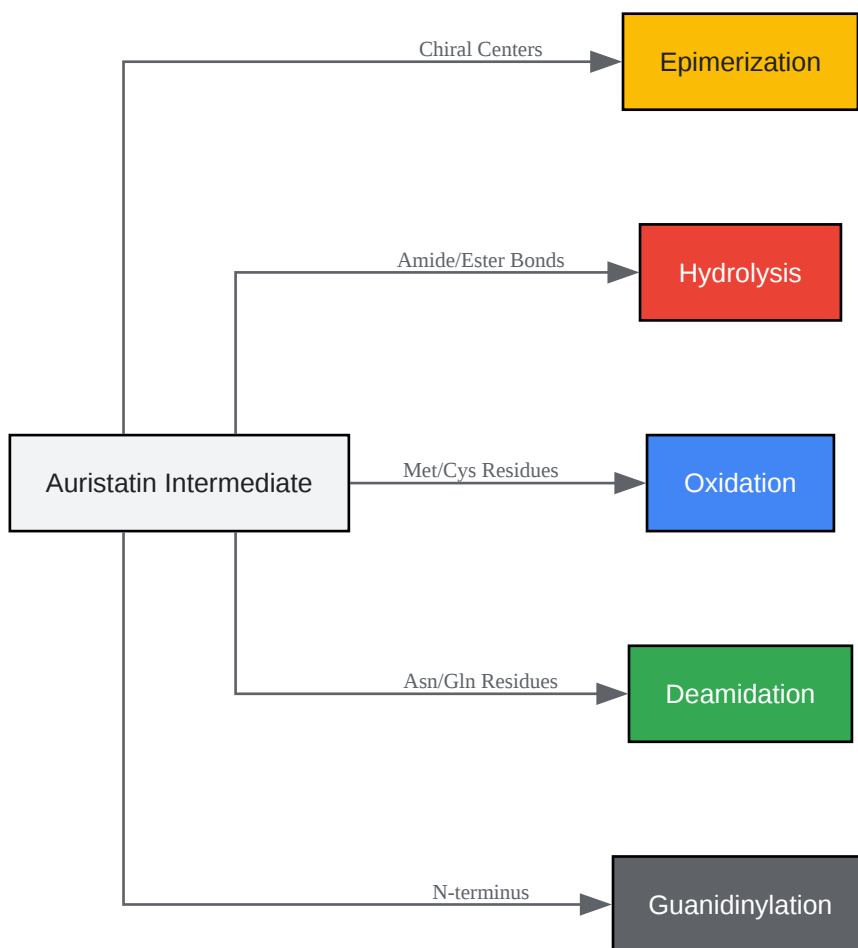 Chiral Centers
Epimerization
Amide/Ester Bonds
Hydrolysis
Auristatin Intermediate
Met/Cys Residues
Oxidation
Asn/Gln Residues
Deamidation
N-terminus
Guanidinylation